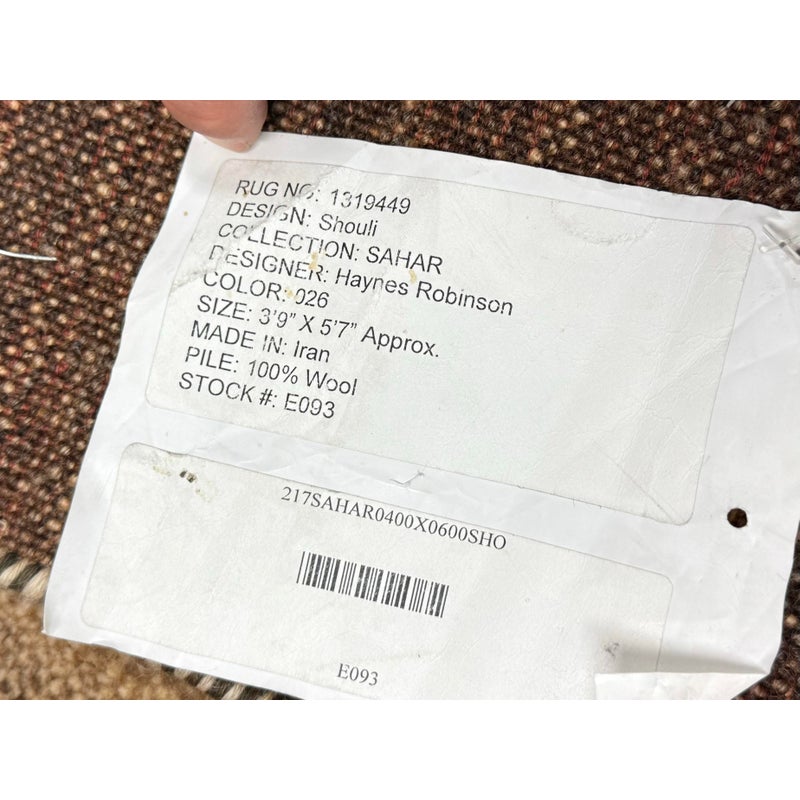 RUG NO: 1319449
DESIGN: Shouli
COLLECTION: SAHAR
DESIGNER: Haynes Robinson
COLOR: 026
SIZE: 3'9" X 5'7" Approx.
MADE IN: Iran
PILE: 100% Wool
STOCK #: E093
217SAHAR0400X0600SHO
E093